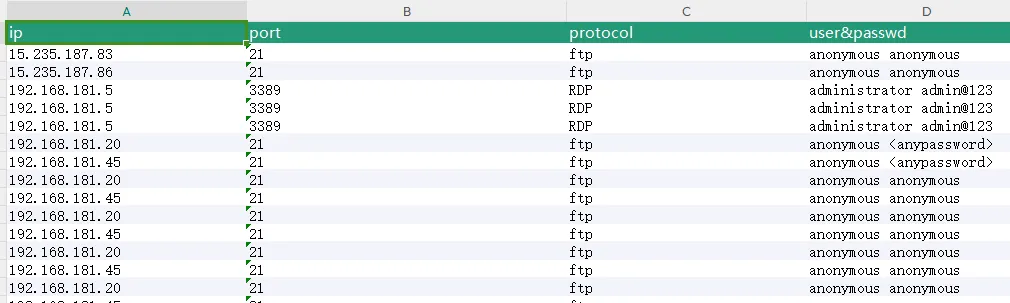 A B C D
ip port protocol user&passwd
15.235.187.83 21 ftp anonymous anonymous
15.235.187.86 21 ftp anonymous anonymous
192.168.181.5 3389 RDP administrator admin@123
192.168.181.5 3389 RDP administrator admin@123
192.168.181.5 3389 RDP administrator admin@123
192.168.181.20 21 ftp anonymous <anypassword>
192.168.181.45 21 ftp anonymous <anypassword>
192.168.181.20 21 ftp anonymous anonymous
192.168.181.45 21 ftp anonymous anonymous
192.168.181.20 21 ftp anonymous anonymous
192.168.181.45 21 ftp anonymous anonymous
192.168.181.20 21 ftp anonymous anonymous
192.168.181.45 21 ftp anonymous anonymous
192.168.181.20 21 ftp anonymous anonymous